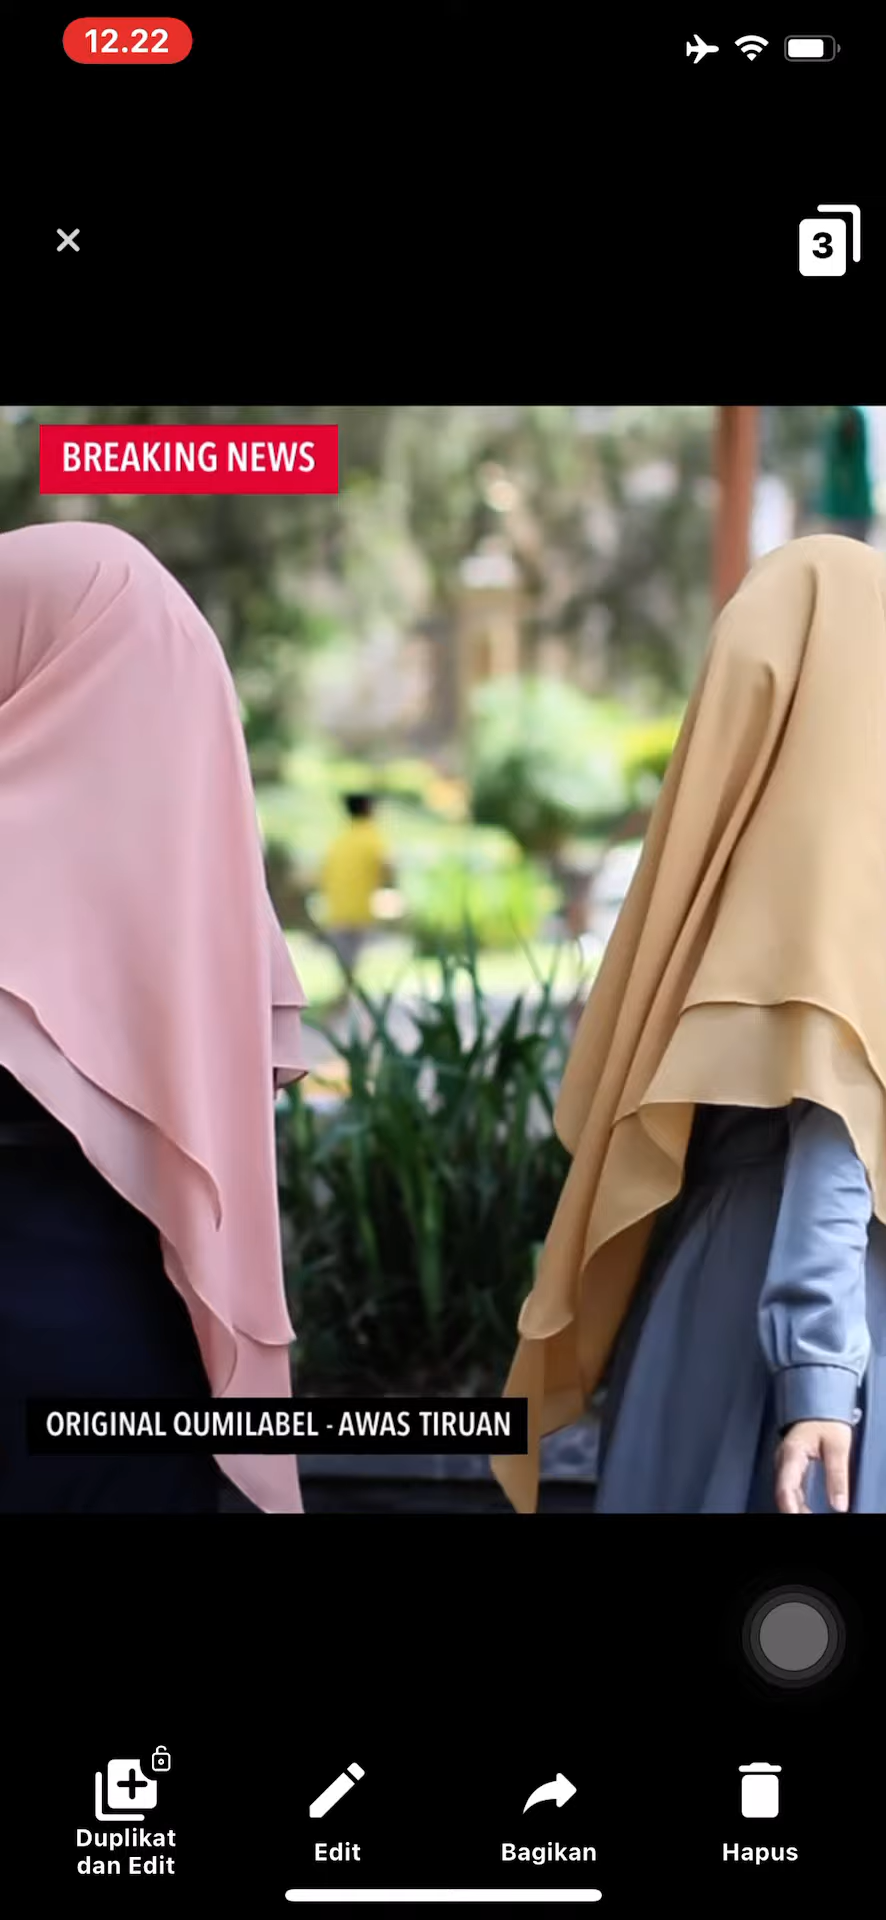 12.22
3
BREAKING NEWS
ORIGINAL QUMILABEL - AWAS TIRUAN
Duplikat
dan Edit
Edit
Bagikan
Hapus